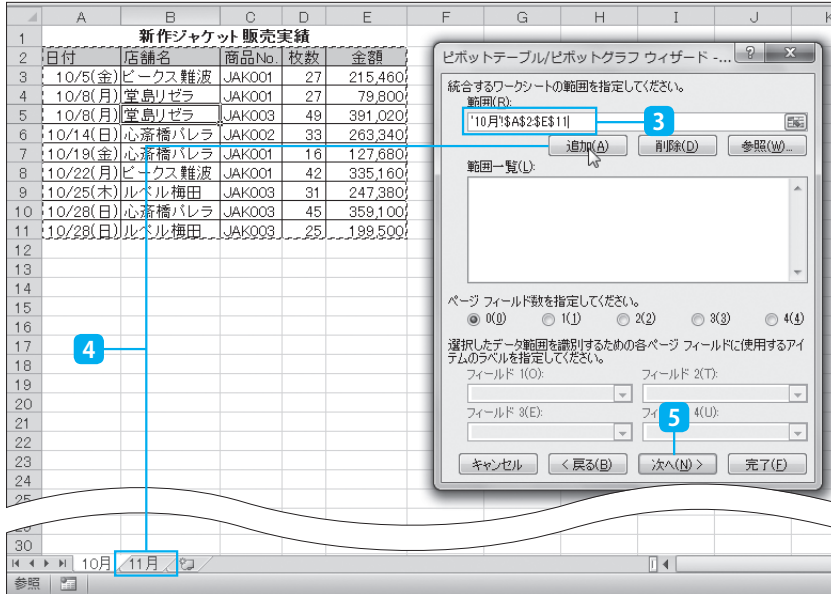 A B C D E F G H I J K
1 新作ジャケット販売実績
2 日付 店舗名 商品No. 枚数 金額
3 10/5(金) ピークス難波 JAK001 27 215,460
4 10/8(月) 堂島リゼラ JAK001 27 79,800
5 10/8(月) 堂島リゼラ JAK003 49 391,020
6 10/14(日) 心斎橋パレラ JAK002 33 263,340
7 10/19(金) 心斎橋パレラ JAK001 16 127,680
8 10/22(月) ピークス難波 JAK001 42 335,160
9 10/25(木) ルベル梅田 JAK003 31 247,380
10 10/28(日) 心斎橋パレラ JAK003 45 359,100
11 10/28(日) ルベル梅田 JAK003 25 199,500
12
13
14
15
16
17
18
19
20
21
22
23
24
25
30
4
10月 11月
参照
ピボットテーブル/ピボットグラフ ウィザード -... ? x
統合するワークシートの範囲を指定してください。
範囲(R):
'10月'!$A$2:$E$11
3
追加(A) 削除(D) 参照(W)...
範囲一覧(L):
ページ フィールド数を指定してください。
0(0) 1(1) 2(2) 3(3) 4(4)
選択したデータ範囲を識別するための各ページ フィールドに使用するアイ
テムのラベルを指定してください。
フィールド 1(O): フィールド 2(T):
フィールド 3(E): 4(U):
5
キャンセル < 戻る(B) 次へ(N) > 完了(F)